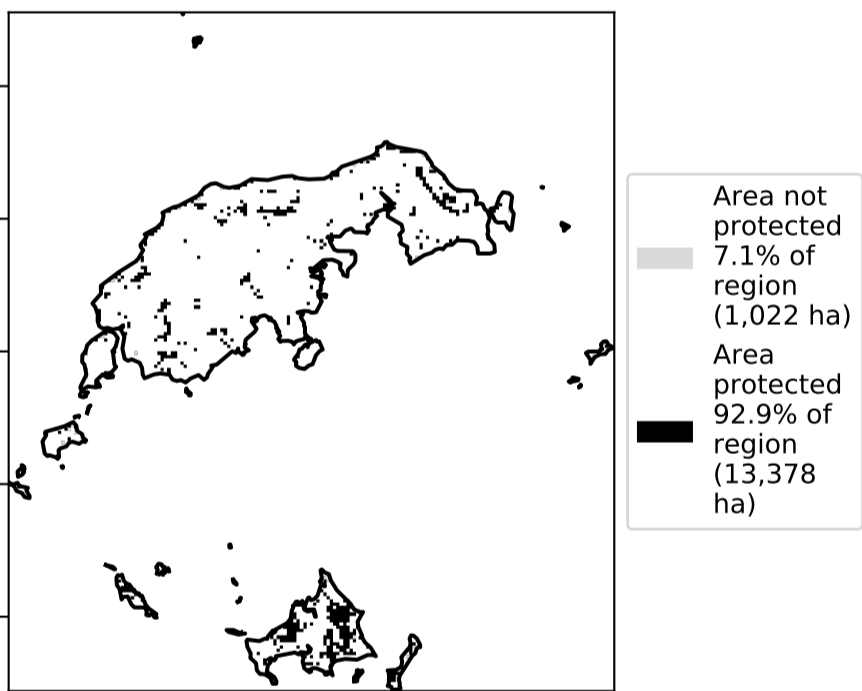 Area not
protected
7.1% of
region
(1,022 ha)
Area
protected
92.9% of
region
(13,378
ha)